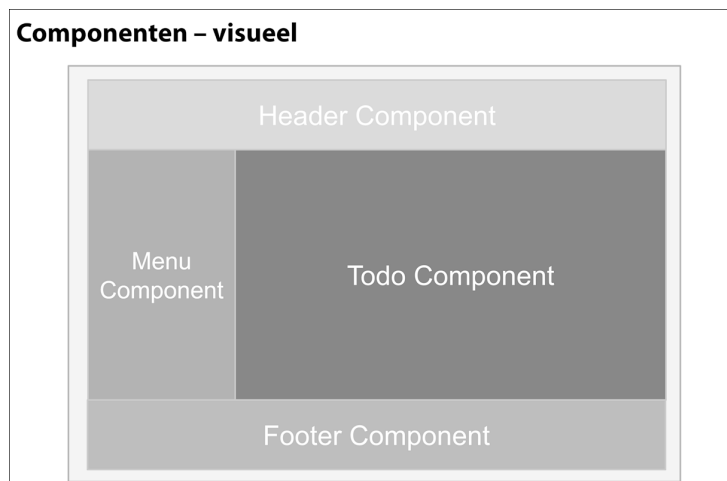 Componenten – visueel
Header Component
Menu
Component
Todo Component
Footer Component